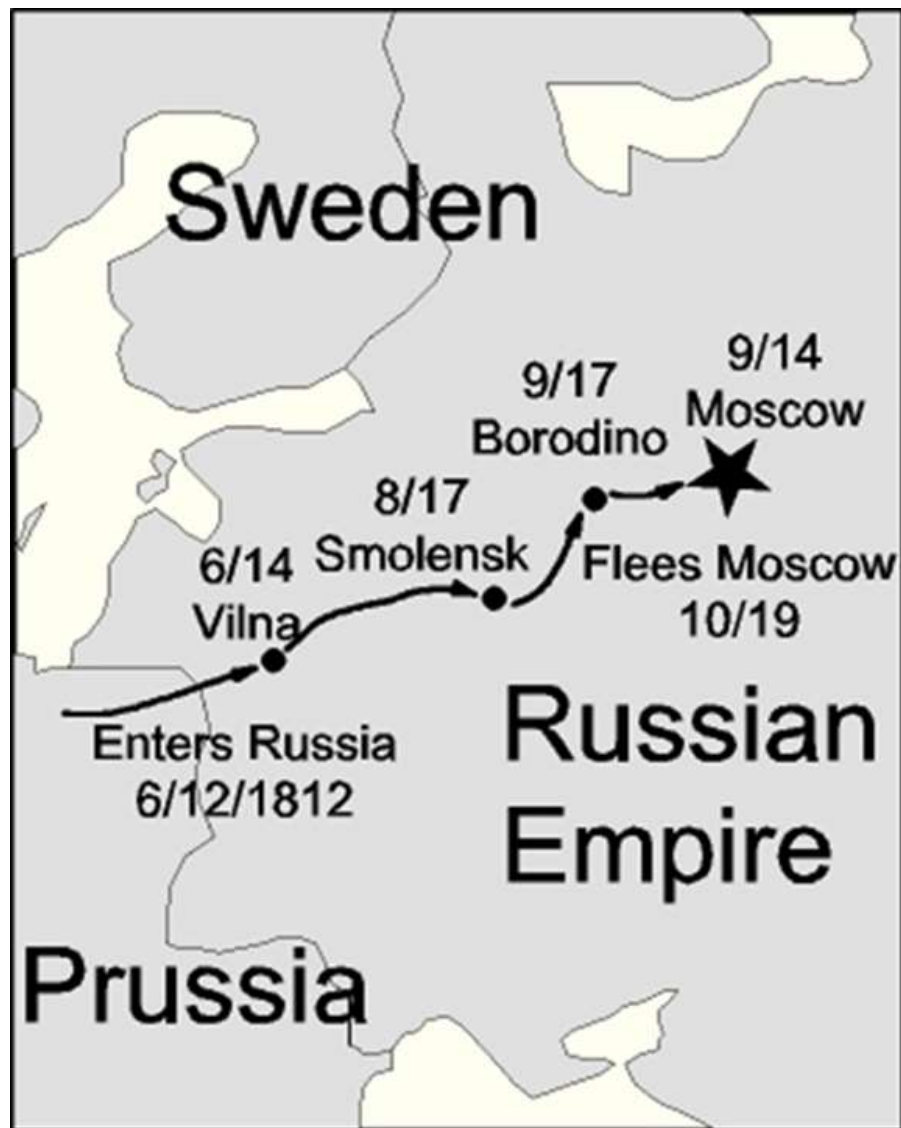 Sweden
9/14
Moscow
9/17
Borodino
8/17
Smolensk
6/14
Vilna
Flees Moscow
10/19
Enters Russia
6/12/1812
Russian
Empire
Prussia